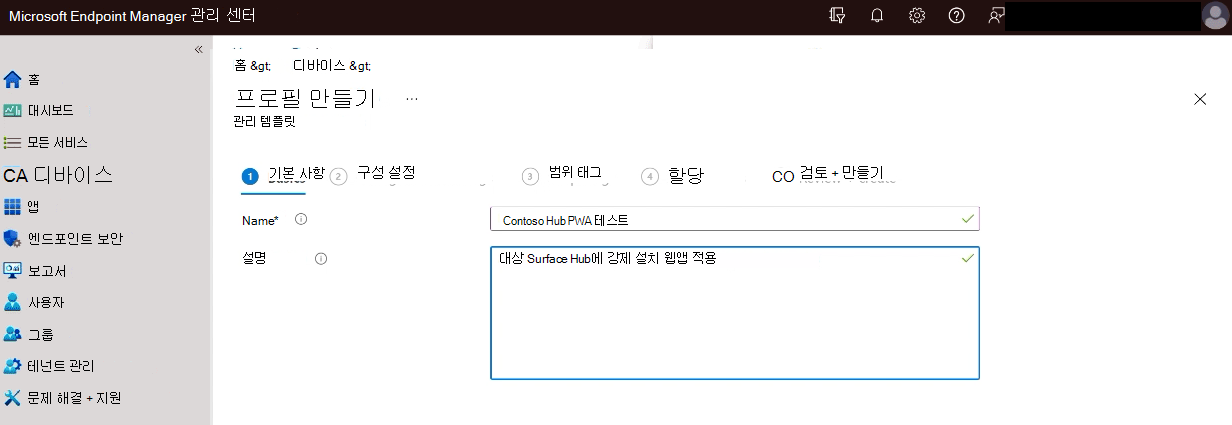 Microsoft Endpoint Manager 관리 센터
«
홈
대시보드
모든 서비스
CA 디바이스
앱
엔드포인트 보안
보고서
사용자
그룹
테넌트 관리
문제 해결 + 지원
홈 &gt; 디바이스 &gt;
프로필 만들기 ...
관리 템플릿
1 기본 사항 2 구성 설정 3 범위 태그 4 할당 CO 검토 + 만들기
Name* Contoso Hub PWA 테스트
설명 대상 Surface Hub에 강제 설치 웹앱 적용